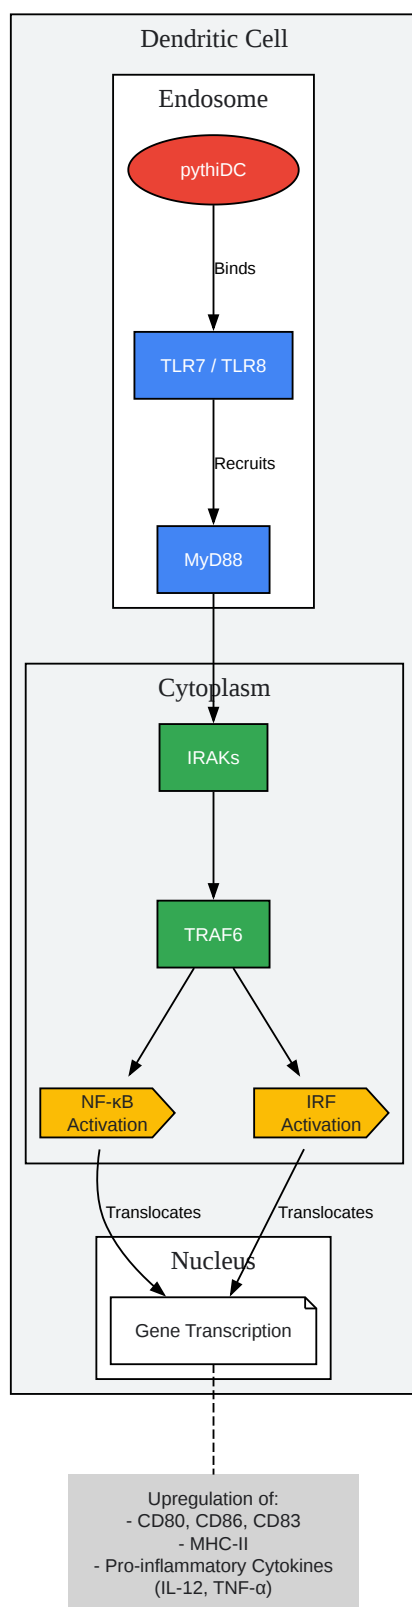 Dendritic Cell
Endosome
pythiDC
Binds
TLR7 / TLR8
Recruits
MyD88
Cytoplasm
IRAKs
TRAF6
NF-κB
Activation
IRF
Activation
Translocates
Translocates
Nucleus
Gene Transcription
Upregulation of:
- CD80, CD86, CD83
- MHC-II
- Pro-inflammatory Cytokines
(IL-12, TNF-α)